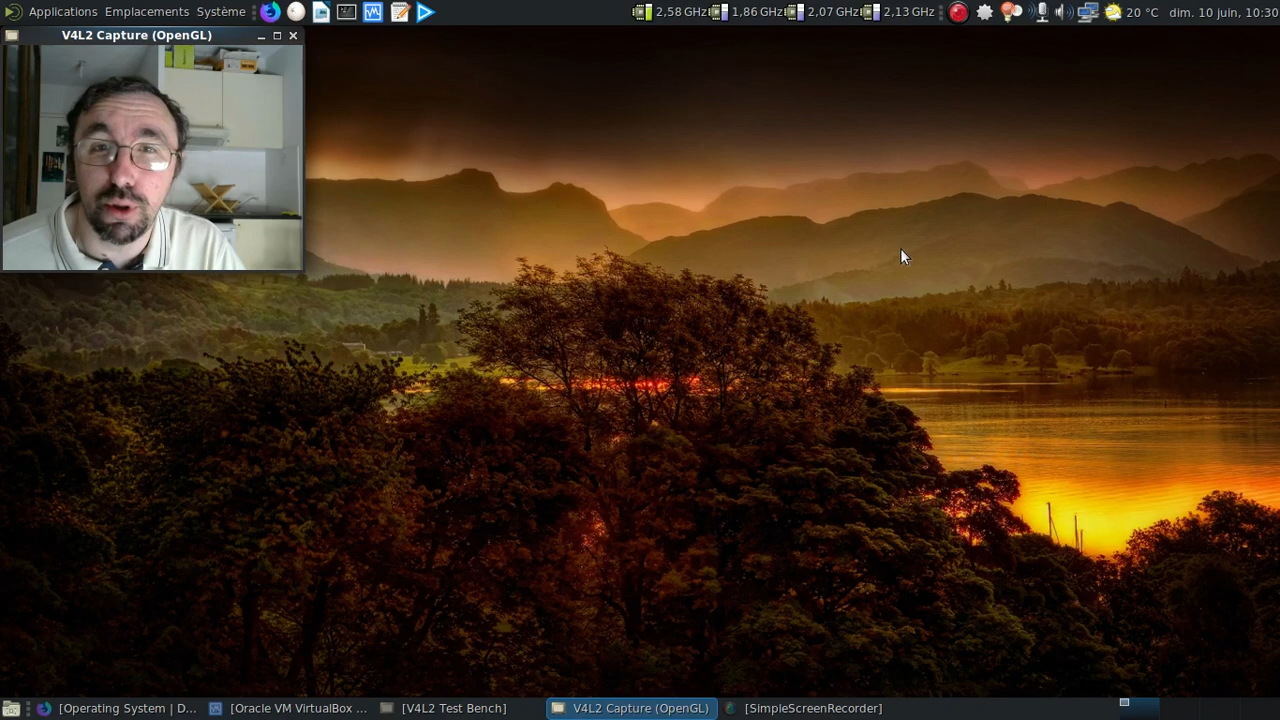 Applications Emplacements Système 2,58 GHz 1,86 GHz 2,07 GHz 2,13 GHz 20 °C dim. 10 juin, 10:30
V4L2 Capture (OpenGL)
[Operating System | D... [Oracle VM VirtualBox ... [V4L2 Test Bench] V4L2 Capture (OpenGL) [SimpleScreenRecorder]